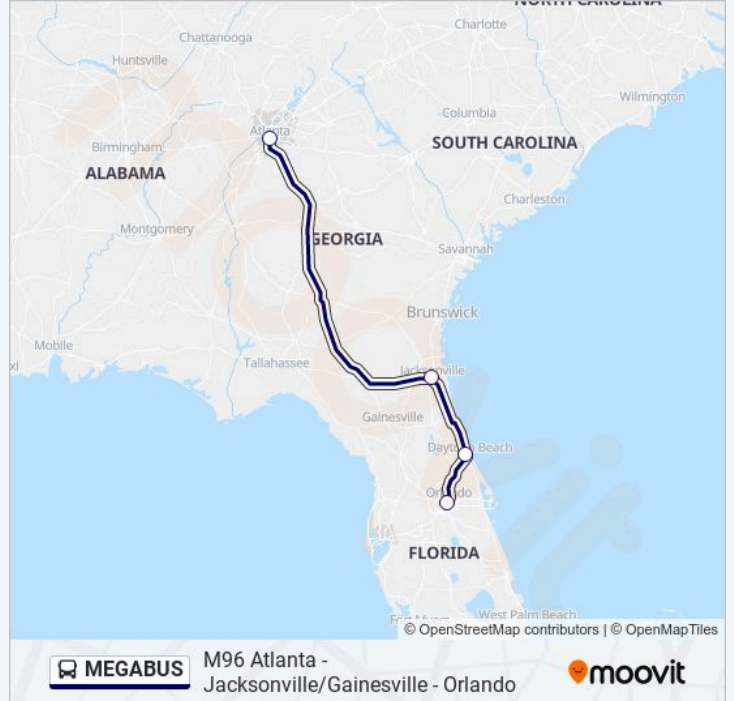 NORTH CAROLINA
Chattanooga
Charlotte
Huntsville
Wilmington
Columbia
Atlanta
Birmingham
SOUTH CAROLINA
ALABAMA
Charleston
Montgomery
GEORGIA
Savannah
Brunswick
Mobile
Tallahassee
Jacksonville
Gainesville
Daytona Beach
Orlando
FLORIDA
West Palm Beach
Fort Myers
© OpenStreetMap contributors | © OpenMapTiles
MEGABUS
M96 Atlanta -
Jacksonville/Gainesville - Orlando
moovit